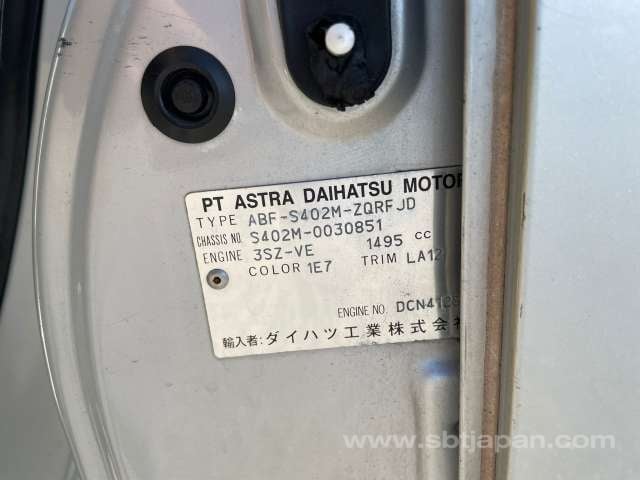 PT ASTRA DAIHATSU MOTOR
TYPE ABF-S402M-ZQRFJD
CHASSIS NO. S402M-0030851
ENGINE 3SZ-VE 1495 cc
COLOR 1E7 TRIM LA12
ENGINE NO. DCN412
輸入者:ダイハツ工業株式会
www.sbtjapan.com